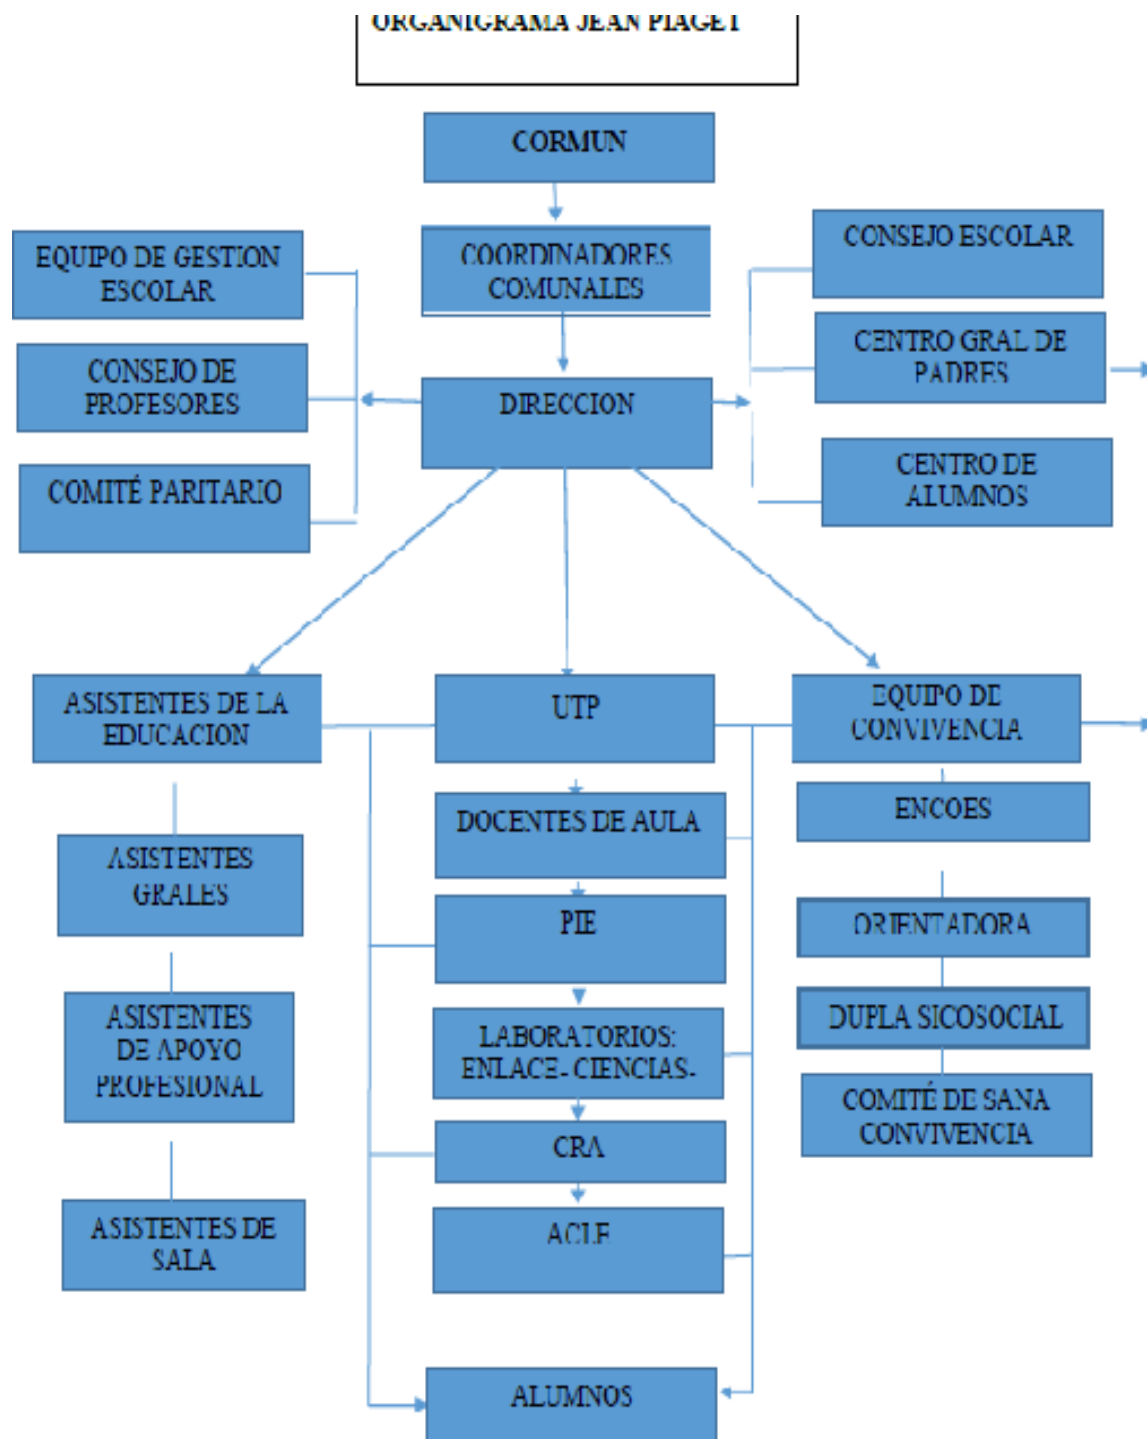 ORGANIGRAMA JEAN PIAGET
CORMUN
COORDINADORES
COMUNALES
DIRECCION
EQUIPO DE GESTION
ESCOLAR
CONSEJO DE
PROFESORES
COMITÉ PARITARIO
CONSEJO ESCOLAR
CENTRO GRAL DE
PADRES
CENTRO DE
ALUMNOS
ASISTENTES DE LA
EDUCACION
UTP
EQUIPO DE
CONVIVENCIA
ASISTENTES
GRALES
ASISTENTES
DE APOYO
PROFESIONAL
ASISTENTES DE
SALA
DOCENTES DE AULA
PIE
LABORATORIOS:
ENLACE- CIENCIAS-
CRA
ACLE
ENCOES
ORIENTADORA
DUPLA SICOSOCIAL
COMITÉ DE SANA
CONVIVENCIA
ALUMNOS